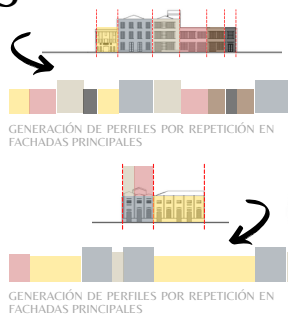 GENERACIÓN DE PERFILES POR REPETICIÓN EN
FACHADAS PRINCIPALES
GENERACIÓN DE PERFILES POR REPETICIÓN EN
FACHADAS PRINCIPALES